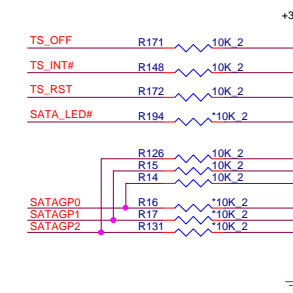 +3
TS_OFF R171 10K_2
TS_INT# R148 10K_2
TS_RST R172 10K_2
SATA_LED# R194 *10K_2
R126 10K_2
R15 10K_2
R14 10K_2
SATAGP0 R16 *10K_2
SATAGP1 R17 *10K_2
SATAGP2 R131 *10K_2